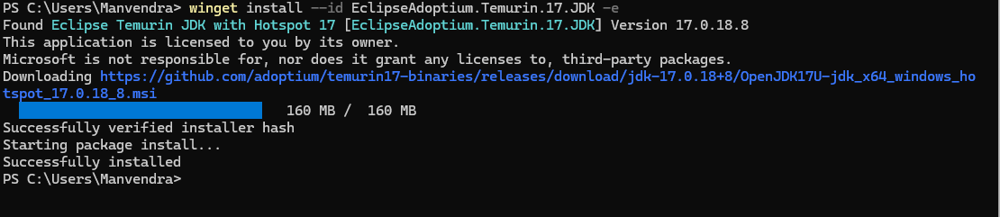 PS C:\Users\Manvendra> winget install --id EclipseAdoptium.Temurin.17.JDK -e
Found Eclipse Temurin JDK with Hotspot 17 [EclipseAdoptium.Temurin.17.JDK] Version 17.0.18.8
This application is licensed to you by its owner.
Microsoft is not responsible for, nor does it grant any licenses to, third-party packages.
Downloading https://github.com/adoptium/temurin17-binaries/releases/download/jdk-17.0.18+8/OpenJDK17U-jdk_x64_windows_ho
tspot_17.0.18_8.msi
160 MB / 160 MB
Successfully verified installer hash
Starting package install...
Successfully installed
PS C:\Users\Manvendra>